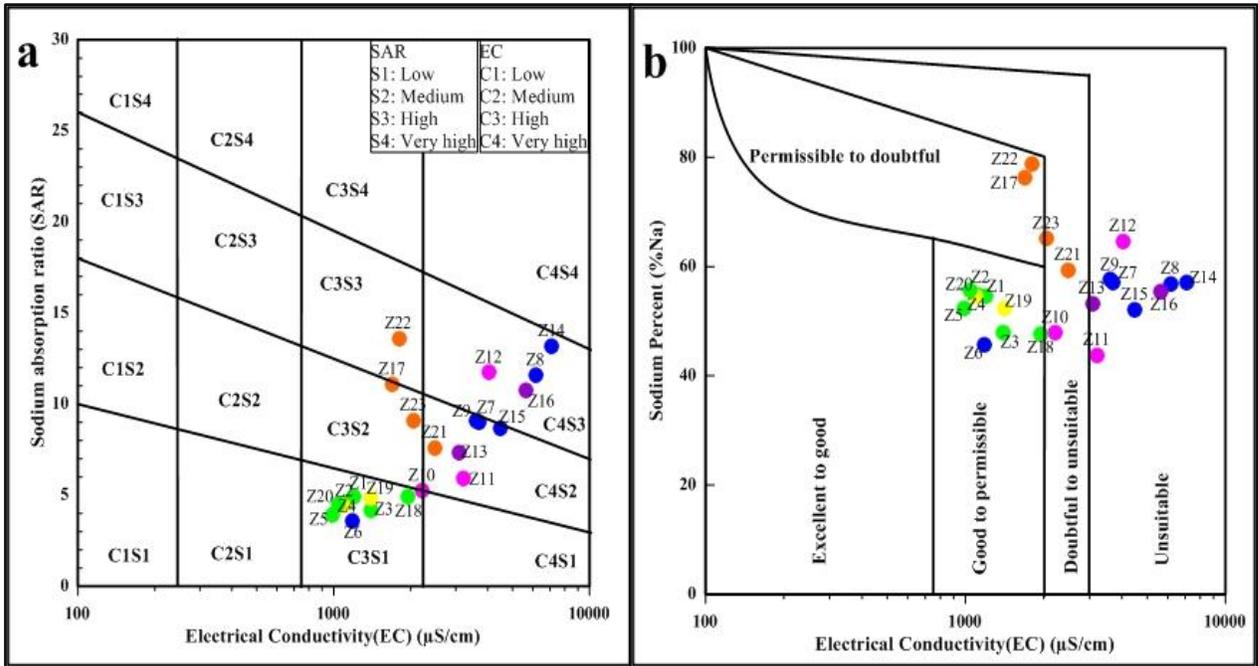 a
30
25
20
15
10
5
0
Sodium absorption ratio (SAR)
SAR
S1: Low
S2: Medium
S3: High
S4: Very high
EC
C1: Low
C2: Medium
C3: High
C4: Very high
C1S4
C2S4
C3S4
C4S4
C1S3
C2S3
C3S3
C4S3
C1S2
C2S2
C3S2
C4S2
C1S1
C2S1
C3S1
C4S1
Z22
Z17
Z23
Z21
Z14
Z12
Z8
Z16
Z9
Z7
Z15
Z13
Z11
Z10
Z20
Z2
Z1
Z19
Z4
Z5
Z6
Z3
Z18
100
1000
10000
Electrical Conductivity(EC) (µS/cm)
b
100
80
60
40
20
0
Sodium Percent (%Na)
Permissible to doubtful
Excellent to good
Good to permissible
Doubtful to unsuitable
Unsuitable
Z22
Z17
Z23
Z21
Z12
Z9
Z7
Z8
Z14
Z13
Z15
Z16
Z20
Z2
Z1
Z19
Z4
Z5
Z6
Z3
Z18
Z10
Z11
100
1000
10000
Electrical Conductivity(EC) (µS/cm)